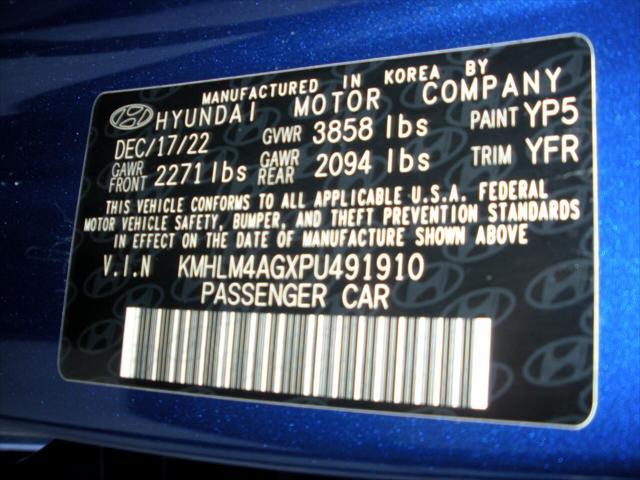 MANUFACTURED IN KOREA BY
HYUNDAI MOTOR COMPANY
DEC/17/22 GVWR 3858 lbs PAINT YP5
GAWR FRONT 2271 lbs GAWR REAR 2094 lbs TRIM YFR
THIS VEHICLE CONFORMS TO ALL APPLICABLE U.S.A. FEDERAL
MOTOR VEHICLE SAFETY, BUMPER, AND THEFT PREVENTION STANDARDS
IN EFFECT ON THE DATE OF MANUFACTURE SHOWN ABOVE
V.I.N KMHLM4AGXPU491910
PASSENGER CAR